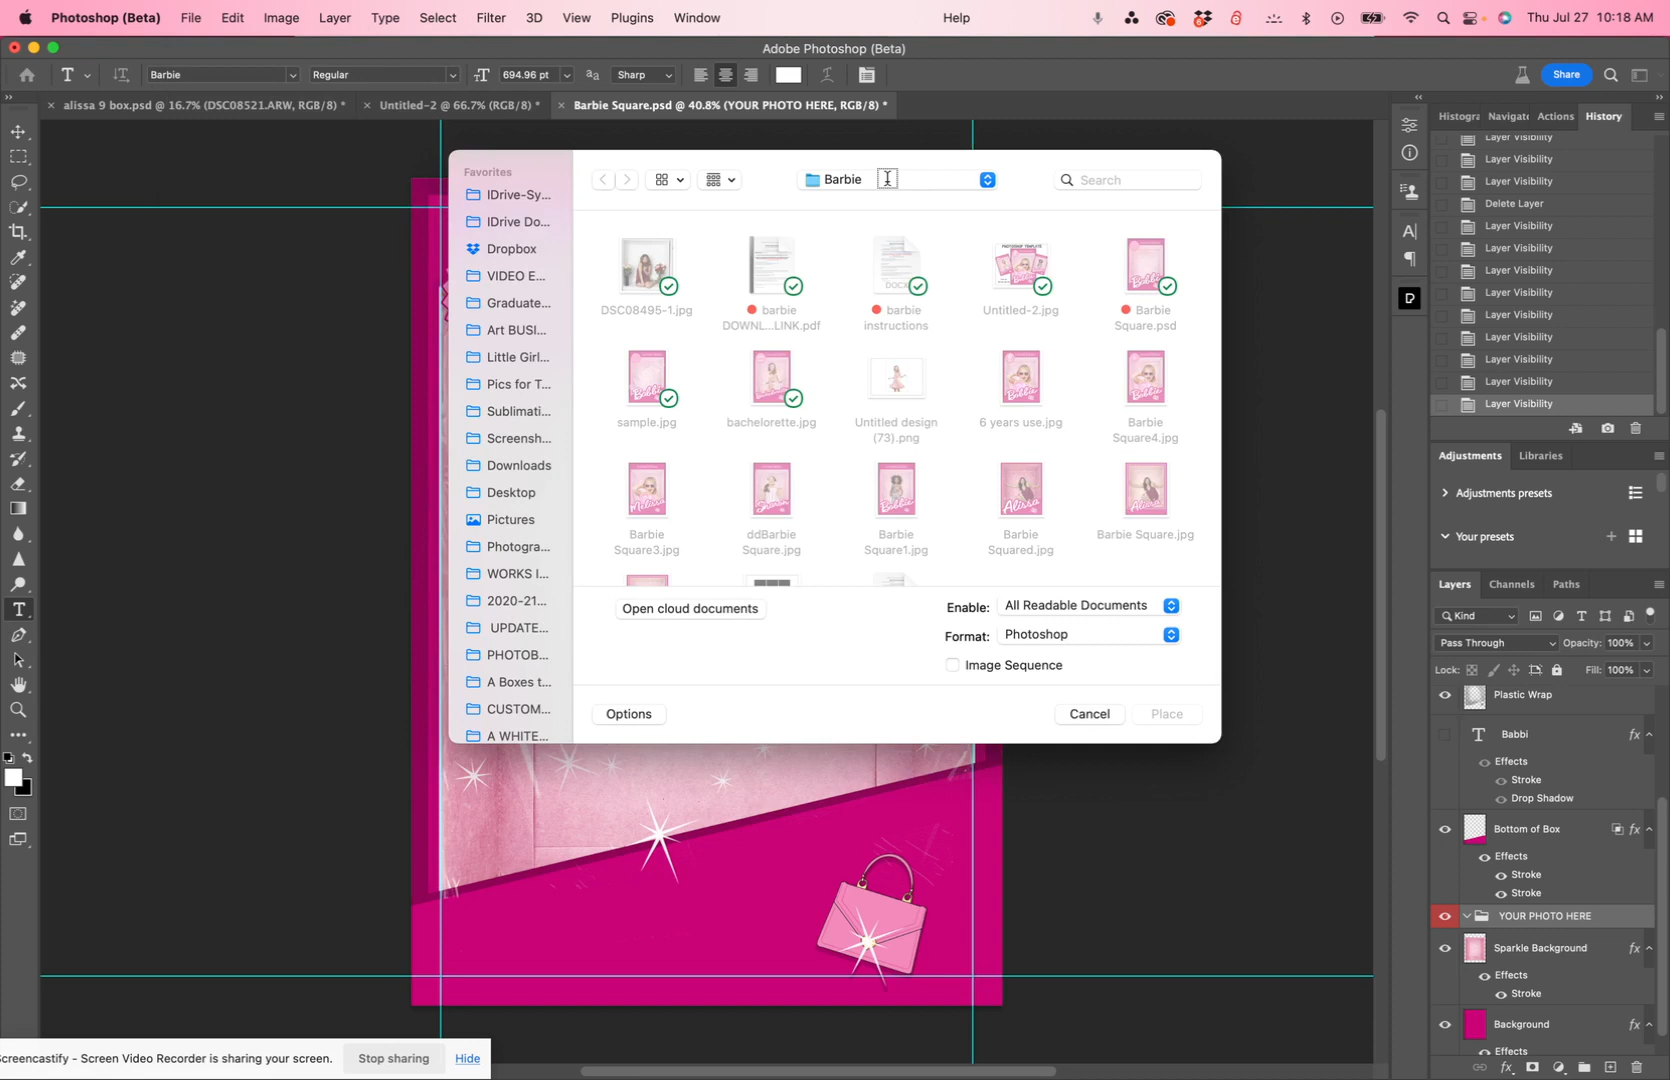 Photoshop (Beta) File Edit Image Layer Type Select Filter 3D View Plugins Window Help Thu Jul 27 10:18 AM
Adobe Photoshop (Beta)
T Barbie Regular 694.96 pt Sharp Share
alissa 9 box.psd @ 16.7% (DSC08521.ARW, RGB/8) * Untitled-2 @ 66.7% (RGB/8) * Barbie Square.psd @ 40.8% (YOUR PHOTO HERE, RGB/8) *
Favorites
IDrive-Sy...
IDrive Do...
Dropbox
VIDEO E...
Graduate...
Art BUSI...
Little Girl...
Pics for T...
Sublimati...
Screensh...
Downloads
Desktop
Pictures
Photogra...
WORKS I...
2020-21...
UPDATE...
PHOTOB...
A Boxes t...
CUSTOM...
A WHITE...
Barbie
Search
DSC08495-1.jpg
barbie
DOWNL...LINK.pdf
barbie
instructions
Untitled-2.jpg
Barbie
Square.psd
sample.jpg
bachelorette.jpg
Untitled design
(73).png
6 years use.jpg
Barbie
Square4.jpg
Barbie
Square3.jpg
ddBarbie
Square.jpg
Barbie
Square1.jpg
Barbie
Squared.jpg
Barbie Square.jpg
Open cloud documents
Enable: All Readable Documents
Format: Photoshop
Image Sequence
Options
Cancel
Place
Histogra Navigat Actions History
Layer Visibility
Layer Visibility
Layer Visibility
Delete Layer
Layer Visibility
Layer Visibility
Layer Visibility
Layer Visibility
Layer Visibility
Layer Visibility
Layer Visibility
Layer Visibility
Layer Visibility
Adjustments Libraries
Adjustments presets
Your presets
Layers Channels Paths
Kind
Pass Through Opacity: 100%
Lock: Fill: 100%
Plastic Wrap
T Babbi fx
Effects
Stroke
Drop Shadow
Bottom of Box fx
Effects
Stroke
Stroke
YOUR PHOTO HERE
Sparkle Background fx
Effects
Stroke
Background fx
Effects
creencastify - Screen Video Recorder is sharing your screen. Stop sharing Hide